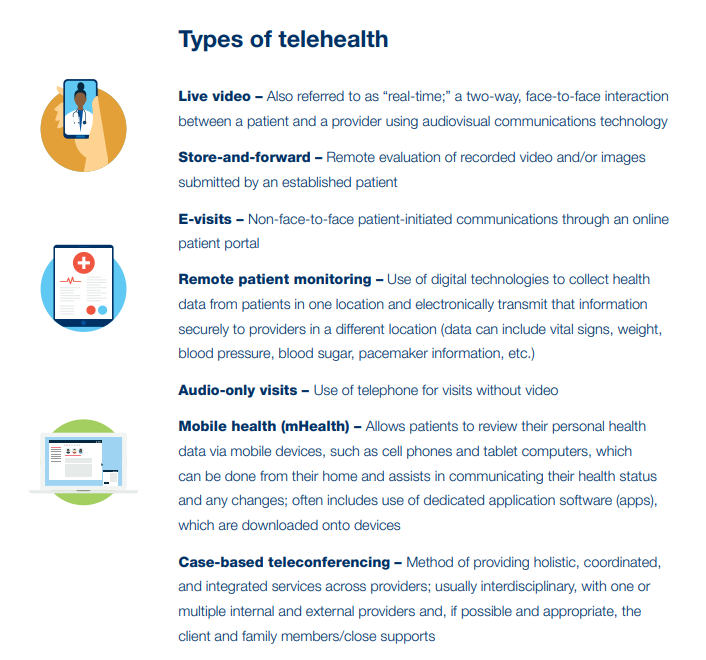 Types of telehealth
Live video – Also referred to as “real-time;” a two-way, face-to-face interaction
between a patient and a provider using audiovisual communications technology
Store-and-forward – Remote evaluation of recorded video and/or images
submitted by an established patient
E-visits – Non-face-to-face patient-initiated communications through an online
patient portal
Remote patient monitoring – Use of digital technologies to collect health
data from patients in one location and electronically transmit that information
securely to providers in a different location (data can include vital signs, weight,
blood pressure, blood sugar, pacemaker information, etc.)
Audio-only visits – Use of telephone for visits without video
Mobile health (mHealth) – Allows patients to review their personal health
data via mobile devices, such as cell phones and tablet computers, which
can be done from their home and assists in communicating their health status
and any changes; often includes use of dedicated application software (apps),
which are downloaded onto devices
Case-based teleconferencing – Method of providing holistic, coordinated,
and integrated services across providers; usually interdisciplinary, with one or
multiple internal and external providers and, if possible and appropriate, the
client and family members/close supports